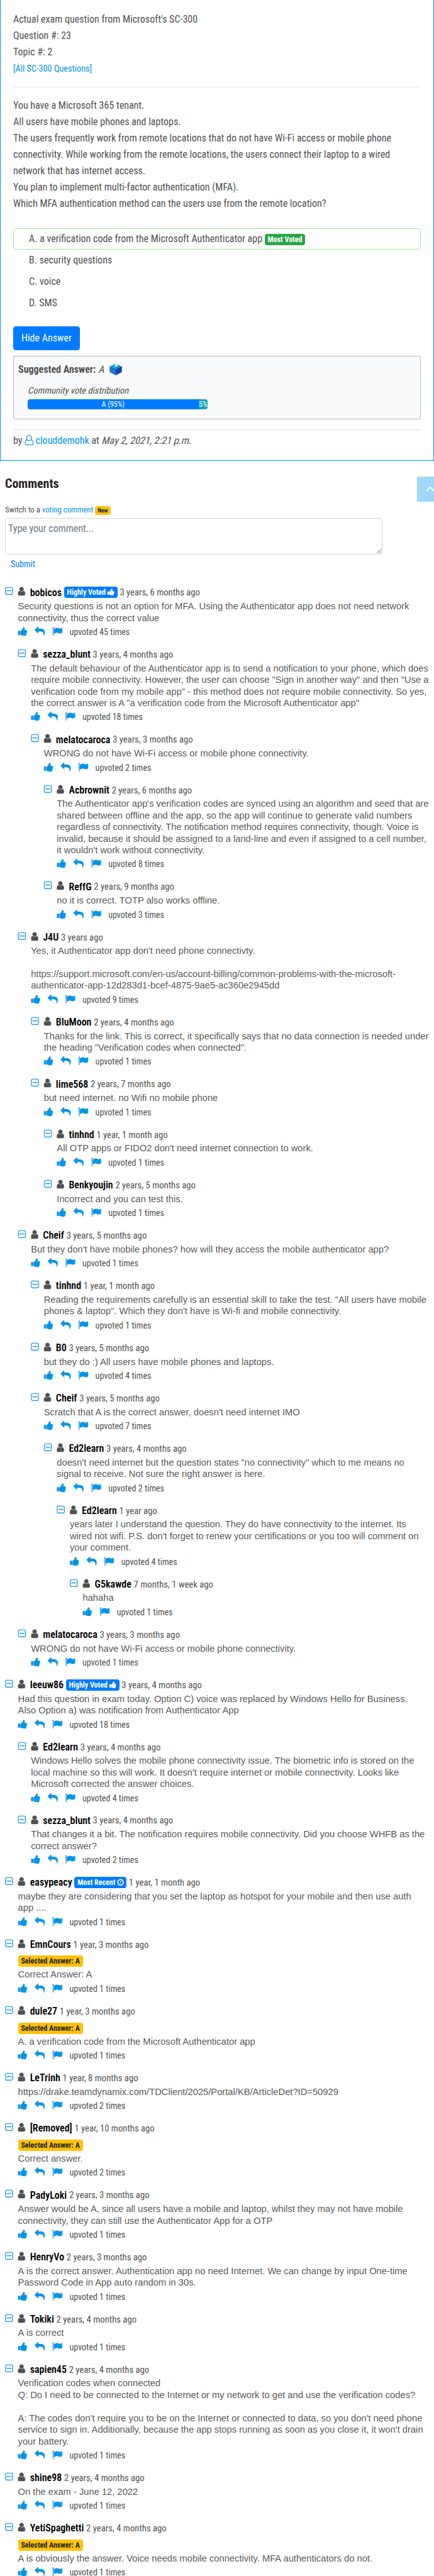 Actual exam question from Microsoft's SC-300
Question #: 23
Topic #: 2
[All SC-300 Questions]
You have a Microsoft 365 tenant.
All users have mobile phones and laptops.
The users frequently work from remote locations that do not have Wi-Fi access or mobile phone
connectivity. While working from the remote locations, the users connect their laptop to a wired
network that has internet access.
You plan to implement multi-factor authentication (MFA).
Which MFA authentication method can the users use from the remote location?
A. a verification code from the Microsoft Authenticator app Most Voted
B. security questions
C. voice
D. SMS
Hide Answer
Suggested Answer: A
Community vote distribution
A (95%) 5%
by clouddemohk at May 2, 2021, 2:21 p.m.
Comments
Switch to a voting comment New
Type your comment...
Submit
bobicos Highly Voted 3 years, 6 months ago
Security questions is not an option for MFA. Using the Authenticator app does not need network
connectivity, thus the correct value
upvoted 45 times
sezza_blunt 3 years, 4 months ago
The default behaviour of the Authenticator app is to send a notification to your phone, which does
require mobile connectivity. However, the user can choose "Sign in another way" and then "Use a
verification code from my mobile app" - this method does not require mobile connectivity. So yes,
the correct answer is A "a verification code from the Microsoft Authenticator app"
upvoted 18 times
melatocaroca 3 years, 3 months ago
WRONG do not have Wi-Fi access or mobile phone connectivity.
upvoted 2 times
Acbrownit 2 years, 6 months ago
The Authenticator app's verification codes are synced using an algorithm and seed that are
shared between offline and the app, so the app will continue to generate valid numbers
regardless of connectivity. The notification method requires connectivity, though. Voice is
invalid, because it should be assigned to a land-line and even if assigned to a cell number,
it wouldn't work without connectivity.
upvoted 8 times
ReffG 2 years, 9 months ago
no it is correct. TOTP also works offline.
upvoted 3 times
J4U 3 years ago
Yes, it Authenticator app don't need phone connectivty.
https://support.microsoft.com/en-us/account-billing/common-problems-with-the-microsoft-
authenticator-app-12d283d1-bcef-4875-9ae5-ac360e2945dd
upvoted 9 times
BluMoon 2 years, 4 months ago
Thanks for the link. This is correct, it specifically says that no data connection is needed under
the heading "Verification codes when connected".
upvoted 1 times
lime568 2 years, 7 months ago
but need internet. no Wifi no mobile phone
upvoted 1 times
tinhnd 1 year, 1 month ago
All OTP apps or FIDO2 don't need internet connection to work.
upvoted 1 times
Benkyoujin 2 years, 5 months ago
Incorrect and you can test this.
upvoted 1 times
Cheif 3 years, 5 months ago
But they don't have mobile phones? how will they access the mobile authenticator app?
upvoted 1 times
tinhnd 1 year, 1 month ago
Reading the requirements carefully is an essential skill to take the test. "All users have mobile
phones & laptop". Which they don't have is Wi-fi and mobile connectivity.
upvoted 1 times
B0 3 years, 5 months ago
but they do :) All users have mobile phones and laptops.
upvoted 4 times
Cheif 3 years, 5 months ago
Scratch that A is the correct answer, doesn't need internet IMO
upvoted 7 times
Ed2learn 3 years, 4 months ago
doesn't need internet but the question states "no connectivity" which to me means no
signal to receive. Not sure the right answer is here.
upvoted 2 times
Ed2learn 1 year ago
years later I understand the question. They do have connectivity to the internet. Its
wired not wifi. P.S. don't forget to renew your certifications or you too will comment on
your comment.
upvoted 4 times
G5kawde 7 months, 1 week ago
hahaha
upvoted 1 times
melatocaroca 3 years, 3 months ago
WRONG do not have Wi-Fi access or mobile phone connectivity.
upvoted 1 times
leeuw86 Highly Voted 3 years, 4 months ago
Had this question in exam today. Option C) voice was replaced by Windows Hello for Business.
Also Option a) was notification from Authenticator App
upvoted 18 times
Ed2learn 3 years, 4 months ago
Windows Hello solves the mobile phone connectivity issue. The biometric info is stored on the
local machine so this will work. It doesn't require internet or mobile connectivity. Looks like
Microsoft corrected the answer choices.
upvoted 4 times
sezza_blunt 3 years, 4 months ago
That changes it a bit. The notification requires mobile connectivity. Did you choose WHFB as the
correct answer?
upvoted 2 times
easypeacy Most Recent 1 year, 1 month ago
maybe they are considering that you set the laptop as hotspot for your mobile and then use auth
app ....
upvoted 1 times
EmnCours 1 year, 3 months ago
Selected Answer: A
Correct Answer: A
upvoted 1 times
dule27 1 year, 3 months ago
Selected Answer: A
A. a verification code from the Microsoft Authenticator app
upvoted 1 times
LeTrinh 1 year, 8 months ago
https://drake.teamdynamix.com/TDClient/2025/Portal/KB/ArticleDet?ID=50929
upvoted 2 times
[Removed] 1 year, 10 months ago
Selected Answer: A
Correct answer.
upvoted 2 times
PadyLoki 2 years, 3 months ago
Answer would be A, since all users have a mobile and laptop, whilst they may not have mobile
connectivity, they can still use the Authenticator App for a OTP
upvoted 1 times
HenryVo 2 years, 3 months ago
A is the correct answer. Authentication app no need Internet. We can change by input One-time
Password Code in App auto random in 30s.
upvoted 1 times
Tokiki 2 years, 4 months ago
A is correct
upvoted 1 times
sapien45 2 years, 4 months ago
Verification codes when connected
Q: Do I need to be connected to the Internet or my network to get and use the verification codes?
A: The codes don't require you to be on the Internet or connected to data, so you don't need phone
service to sign in. Additionally, because the app stops running as soon as you close it, it won't drain
your battery.
upvoted 1 times
shine98 2 years, 4 months ago
On the exam - June 12, 2022
upvoted 1 times
YetiSpaghetti 2 years, 4 months ago
Selected Answer: A
A is obviously the answer. Voice needs mobile connectivity. MFA authenticators do not.
upvoted 1 times